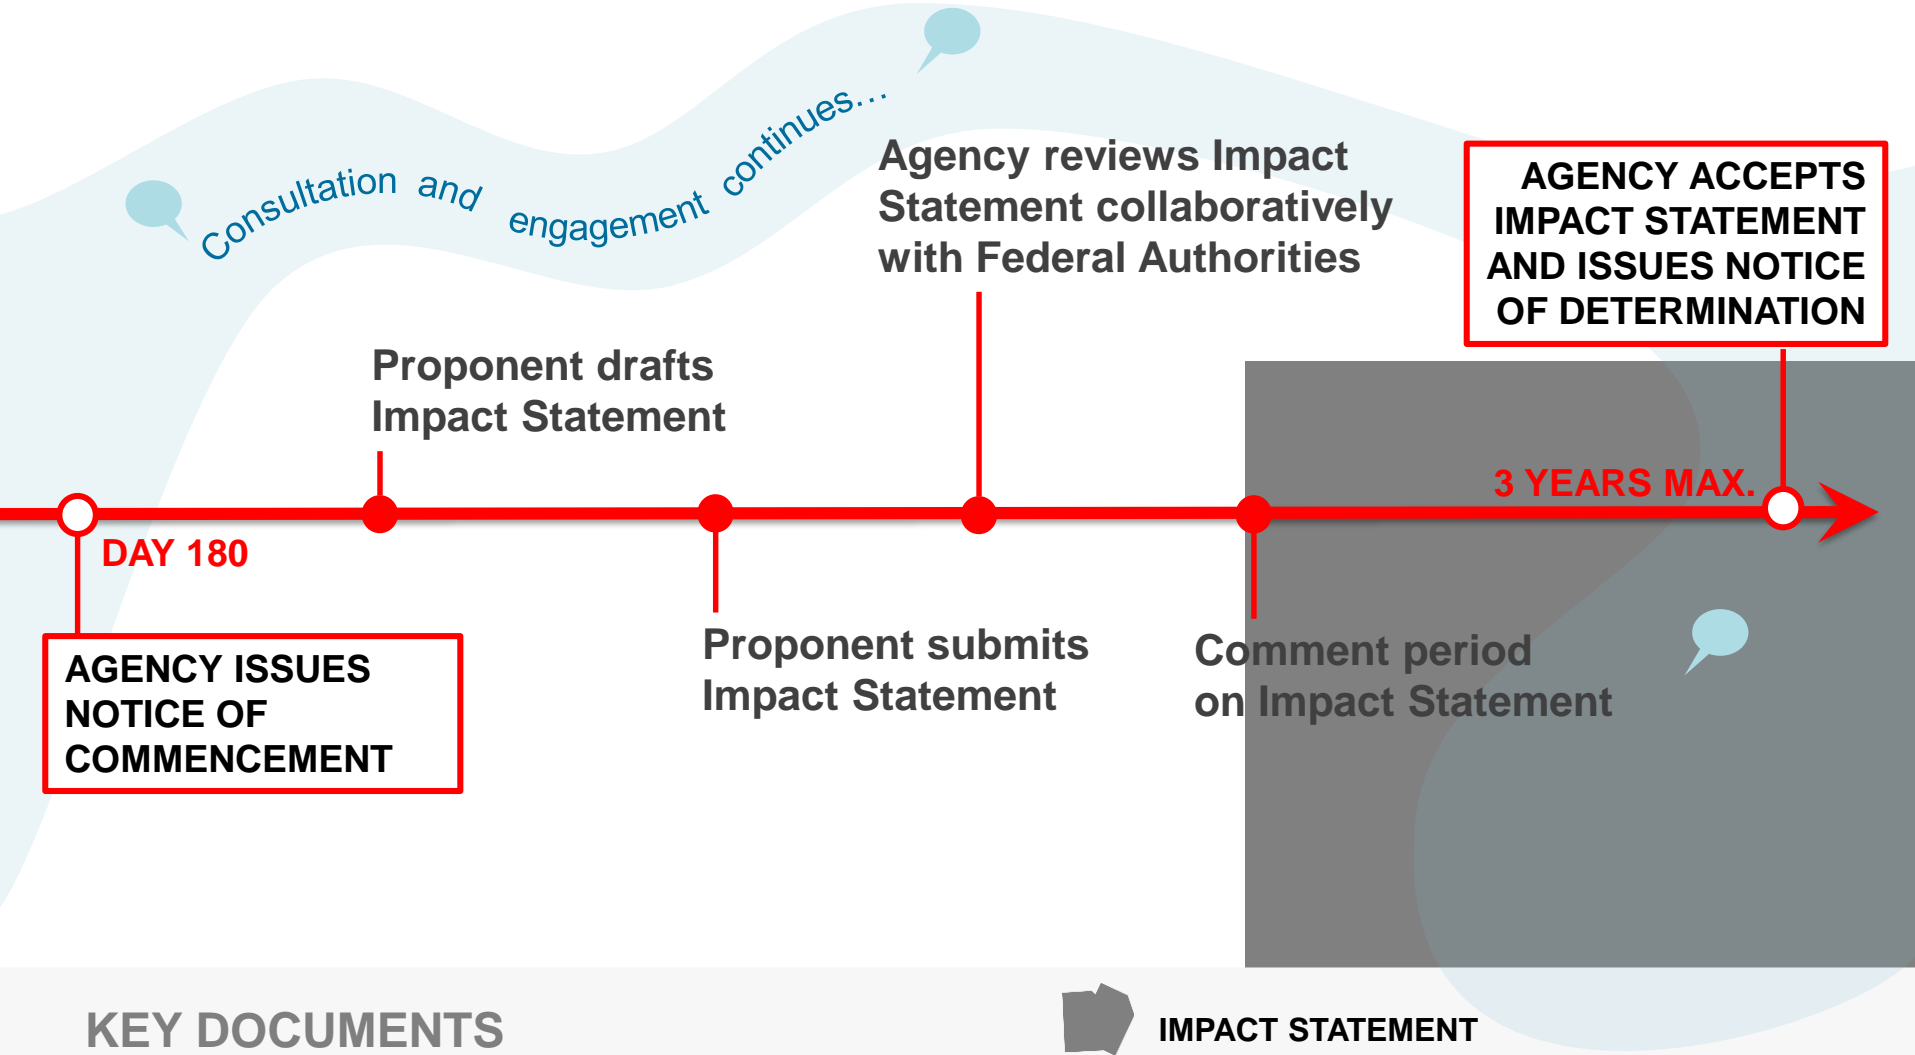 Consultation and engagement continues...
Agency reviews Impact
Statement collaboratively
with Federal Authorities
AGENCY ACCEPTS
IMPACT STATEMENT
AND ISSUES NOTICE
OF DETERMINATION
Proponent drafts
Impact Statement
3 YEARS MAX.
DAY 180
AGENCY ISSUES
NOTICE OF
COMMENCEMENT
Proponent submits
Impact Statement
Comment period
on Impact Statement
KEY DOCUMENTS
IMPACT STATEMENT